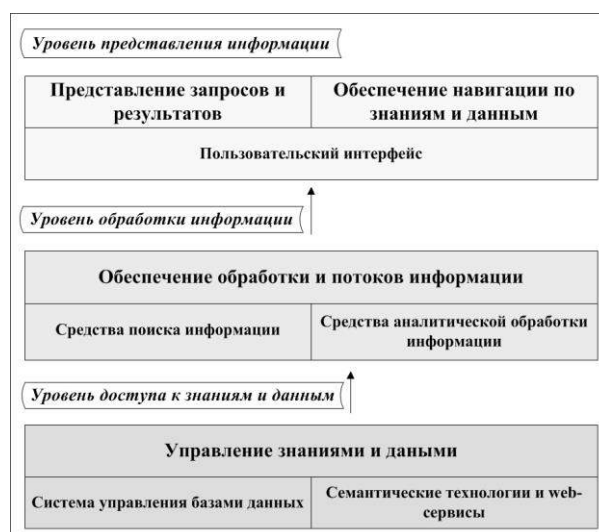 Уровень представления информации
Представление запросов и
результатов
Обеспечение навигации по
знаниям и данным
Пользовательский интерфейс
Уровень обработки информации
Обеспечение обработки и потоков информации
Средства поиска информации
Средства аналитической обработки
информации
Уровень доступа к знаниям и данным
Управление знаниями и даными
Система управления базами данных
Семантические технологии и web-
сервисы